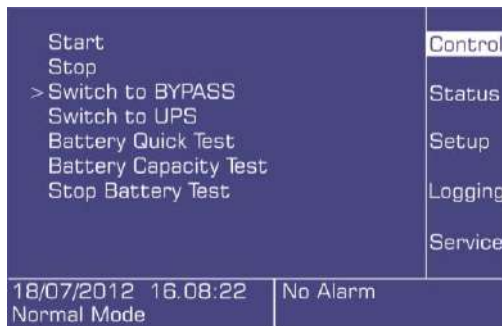 Start
Stop
> Switch to BYPASS
Switch to UPS
Battery Quick Test
Battery Capacity Test
Stop Battery Test
Control
Status
Setup
Logging
Service
18/07/2012 16.08:22
Normal Mode
No Alarm